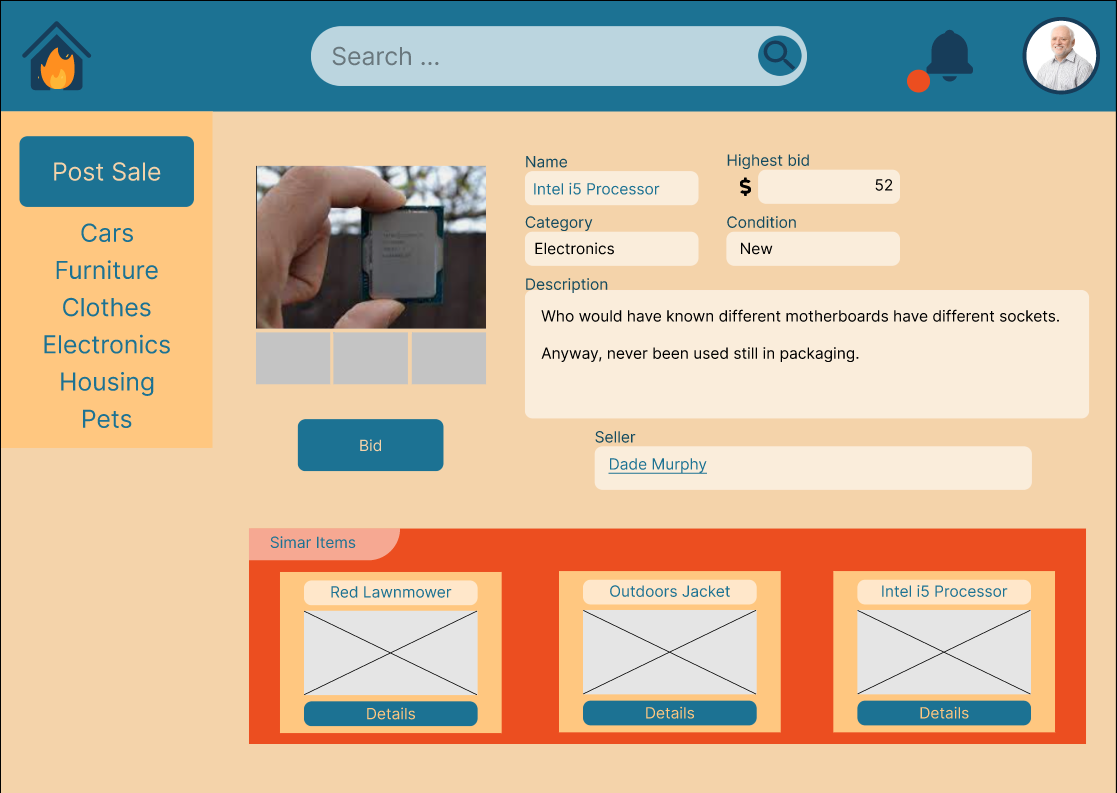 Search ...
Post Sale
Cars
Furniture
Clothes
Electronics
Housing
Pets
Name
Intel i5 Processor
Highest bid
$ 52
Category
Electronics
Condition
New
Description
Who would have known different motherboards have different sockets.
Anyway, never been used still in packaging.
Bid
Seller
Dade Murphy
Simar Items
Red Lawnmower
Details
Outdoors Jacket
Details
Intel i5 Processor
Details